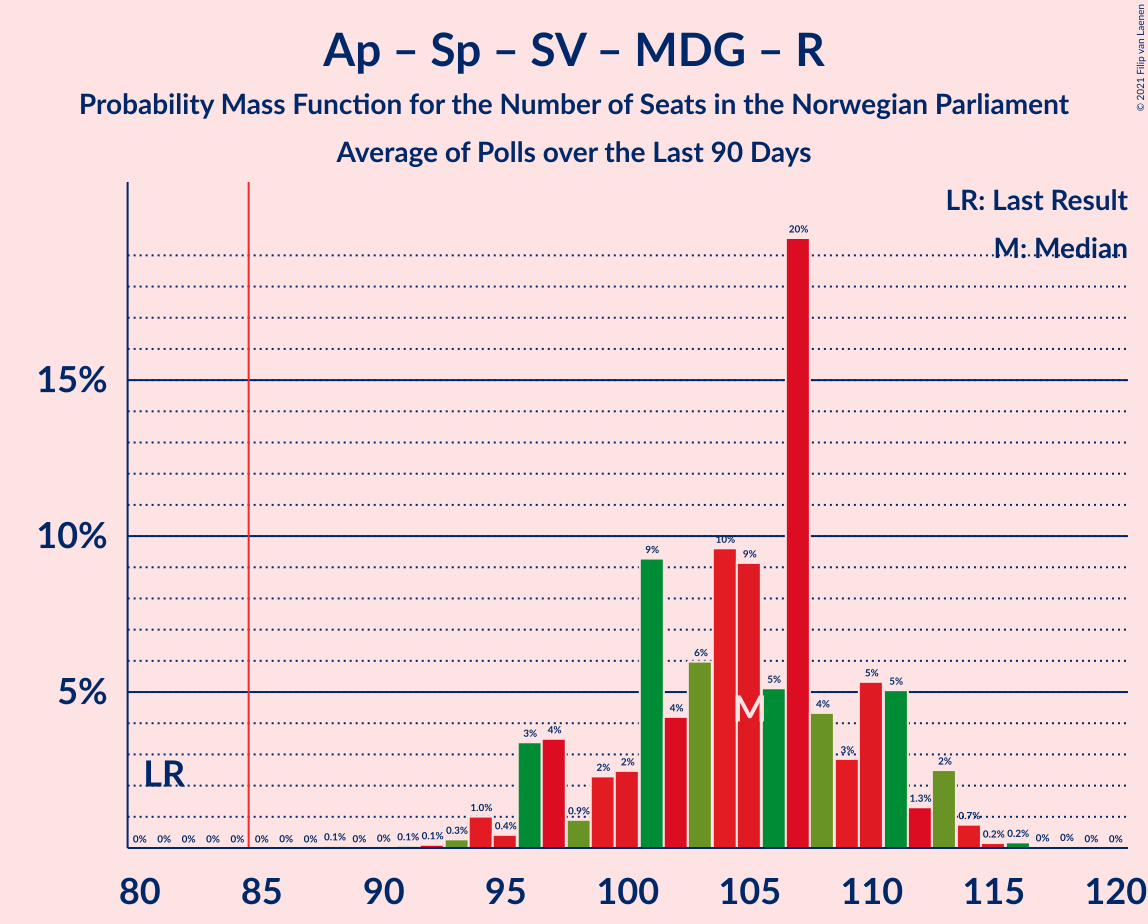 Ap – Sp – SV – MDG – R
Probability Mass Function for the Number of Seats in the Norwegian Parliament
Average of Polls over the Last 90 Days
© 2021 Filip van Laenen
LR: Last Result
M: Median
15%
10%
5%
LR
M
0% 0% 0% 0% 0% 0% 0% 0% 0.1% 0% 0% 0.1% 0.1% 0.3% 1.0% 0.4% 3% 4% 0.9% 2% 2% 9% 4% 6% 10% 9% 5% 20% 4% 3% 5% 5% 1.3% 2% 0.7% 0.2% 0.2% 0% 0% 0% 0%
80 85 90 95 100 105 110 115 120